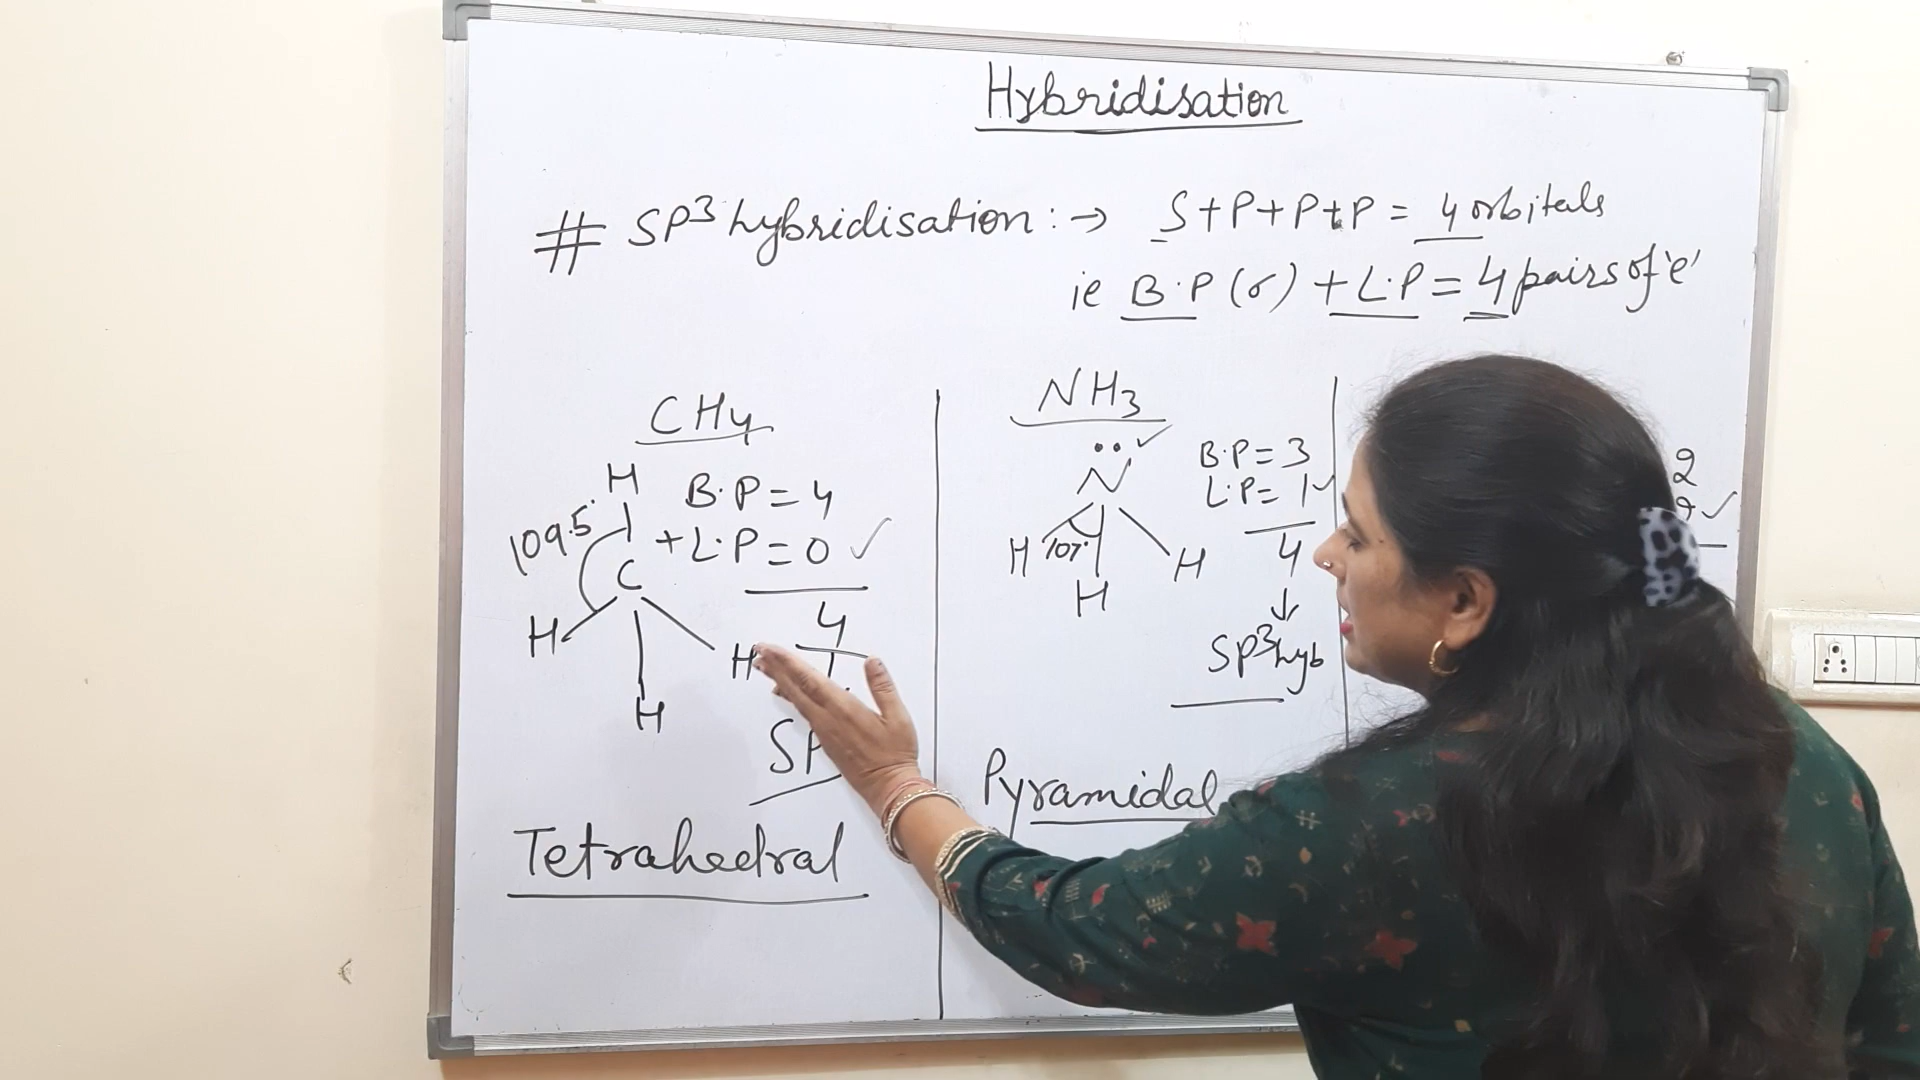 Hybridisation
# SP³ hybridisation :→ S+P+P+P = 4 orbitals
ie B.P (σ) + L.P = 4 pairs of 'e'
CH4
H
B.P = 4
109.5°
+ L.P = 0 ✓
C
4
H
H
H
SP
Tetrahedral
NH3
•• ✓
N
B.P = 3
L.P = 1 ✓
H 107° H
H
4
↓
SP³ hyb
Pyramidal
2
2 ✓